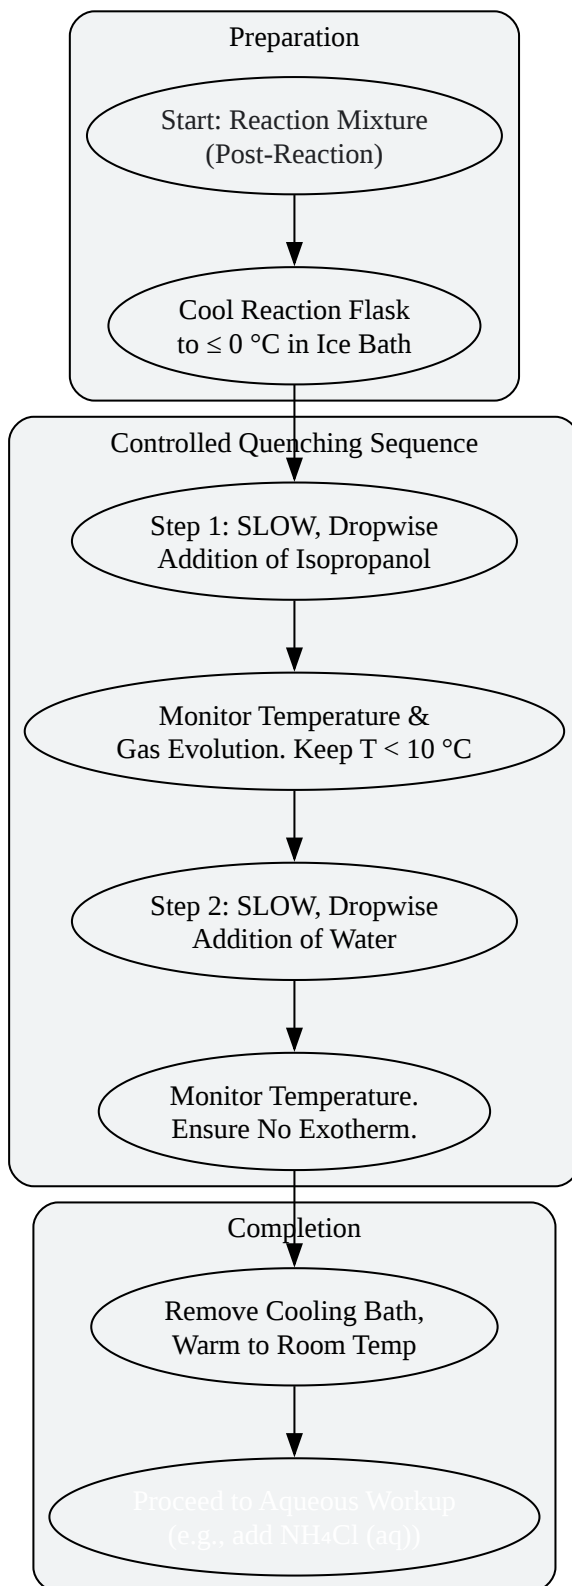 Preparation
Start: Reaction Mixture
(Post-Reaction)
Cool Reaction Flask
to ≤ 0 °C in Ice Bath
Controlled Quenching Sequence
Step 1: SLOW, Dropwise
Addition of Isopropanol
Monitor Temperature &
Gas Evolution. Keep T < 10 °C
Step 2: SLOW, Dropwise
Addition of Water
Monitor Temperature.
Ensure No Exotherm.
Completion
Remove Cooling Bath,
Warm to Room Temp
Proceed to Aqueous Workup
(e.g., add NH₄Cl (aq))